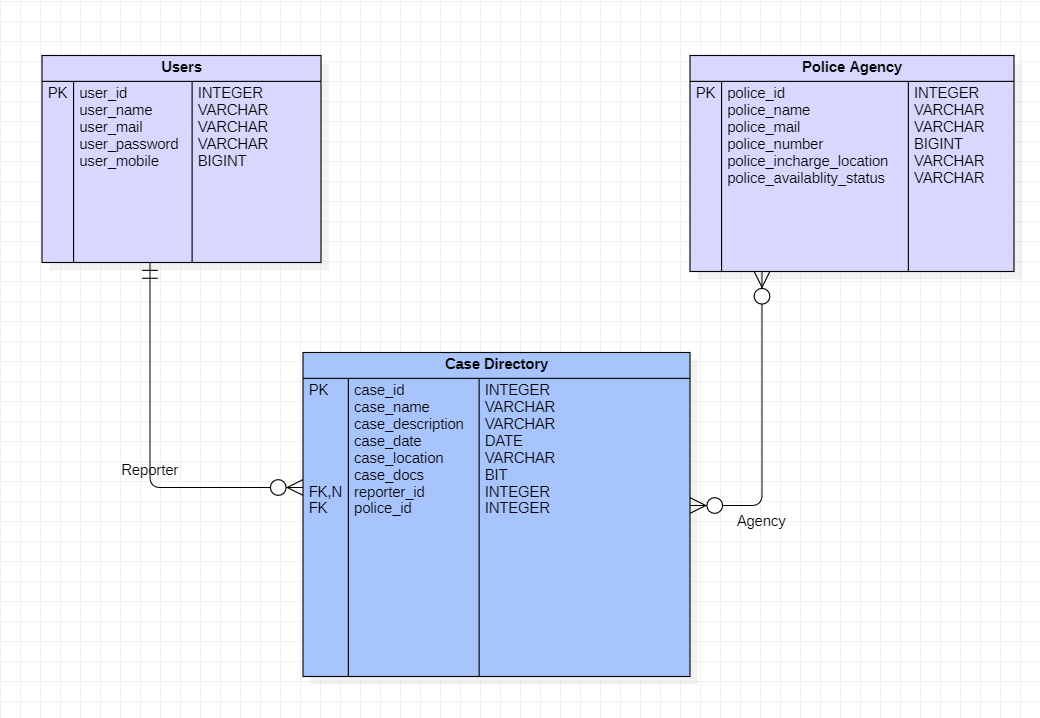 Users
PK user_id INTEGER
user_name VARCHAR
user_mail VARCHAR
user_password VARCHAR
user_mobile BIGINT
Police Agency
PK police_id INTEGER
police_name VARCHAR
police_mail VARCHAR
police_number BIGINT
police_incharge_location VARCHAR
police_availablity_status VARCHAR
Case Directory
PK case_id INTEGER
case_name VARCHAR
case_description VARCHAR
case_date DATE
case_location VARCHAR
case_docs BIT
FK,N reporter_id INTEGER
FK police_id INTEGER
Reporter
Agency